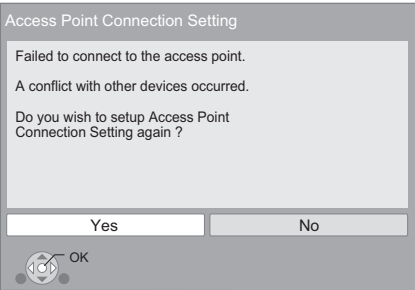 Access Point Connection Setting
Failed to connect to the access point.
A conflict with other devices occurred.
Do you wish to setup Access Point
Connection Setting again ?
Yes
No
OK